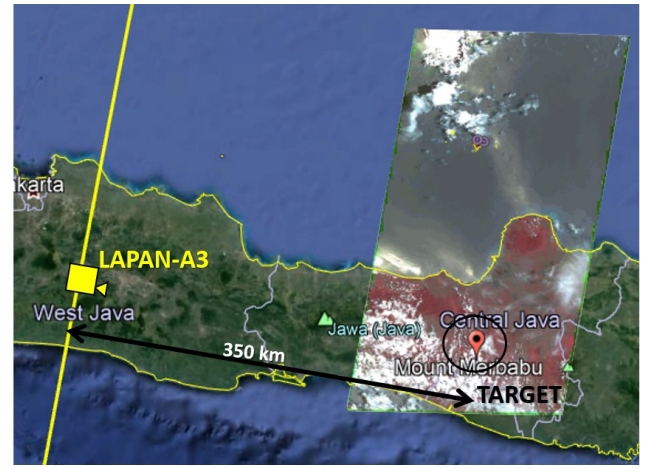 karta
LAPAN-A3
West Java
Jawa (Java)
Central Java
350 km
Mount Merbabu
TARGET